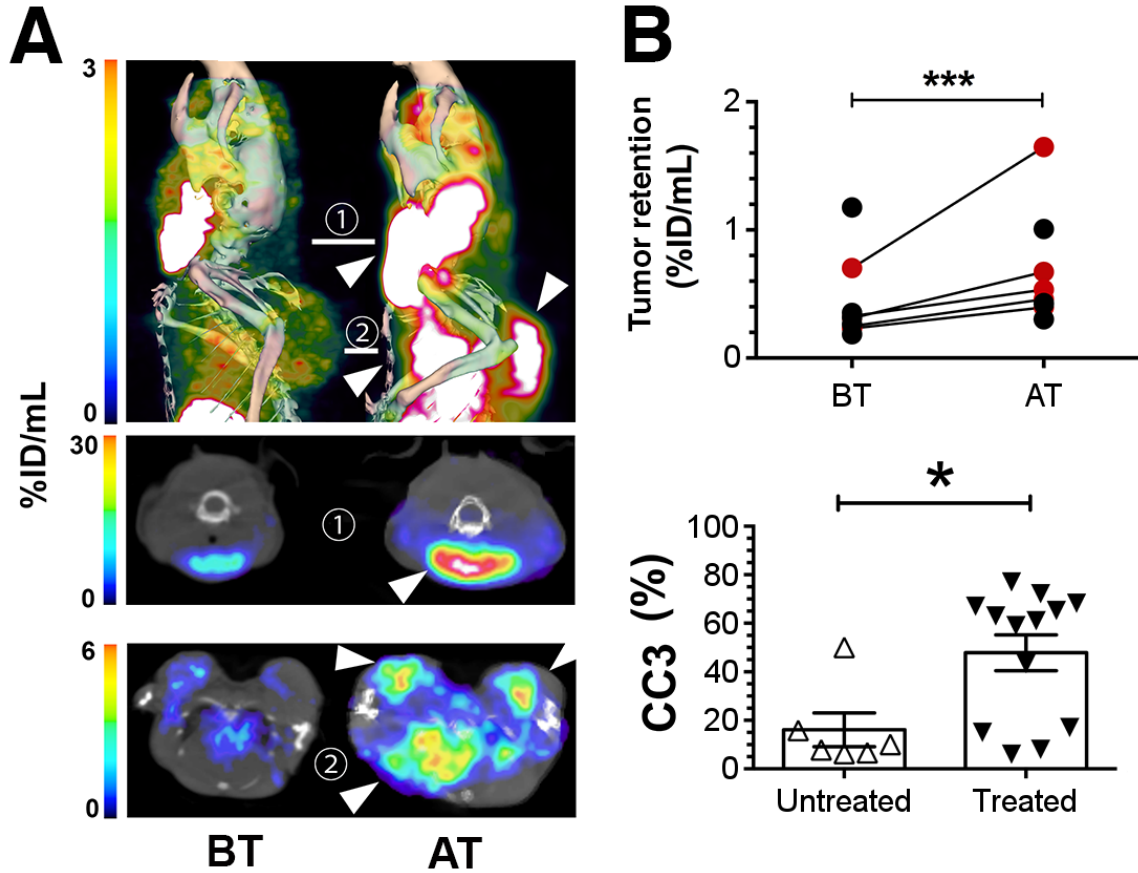 A
%ID/mL
3
0
①
②
30
0
①
6
0
②
BT
AT
B
Tumor retention
(%ID/mL)
2
1
0
***
BT
AT
CC3 (%)
100
80
60
40
20
0
*
Untreated
Treated